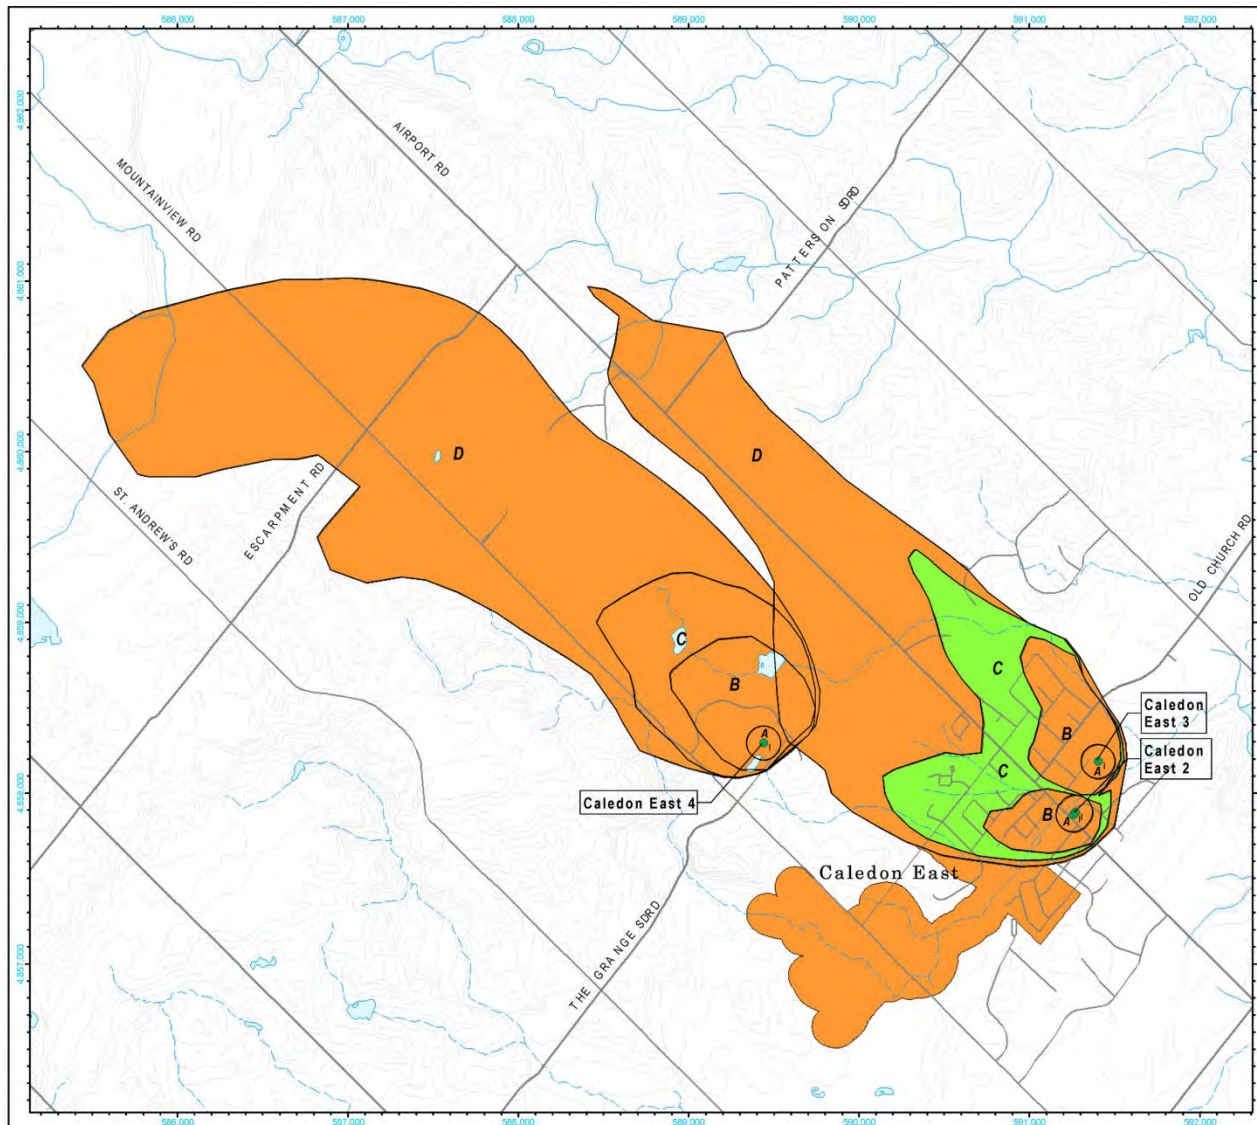 586,000
587,000
588,000
589,000
590,000
591,000
592,000
4,862,000
4,861,000
4,860,000
4,859,000
4,858,000
4,857,000
AIRPORT RD
MOUNTAINVIEW RD
PATTERSON SDRD
ST. ANDREW'S RD
ESCARPMENT RD
OLD CHURCH RD
THE GRANGE SDRD
D
D
C
B
A
C
C
B
A
B
A
Caledon
East 3
Caledon
East 2
Caledon East 4
Caledon East
586,000
587,000
588,000
589,000
590,000
591,000
592,000